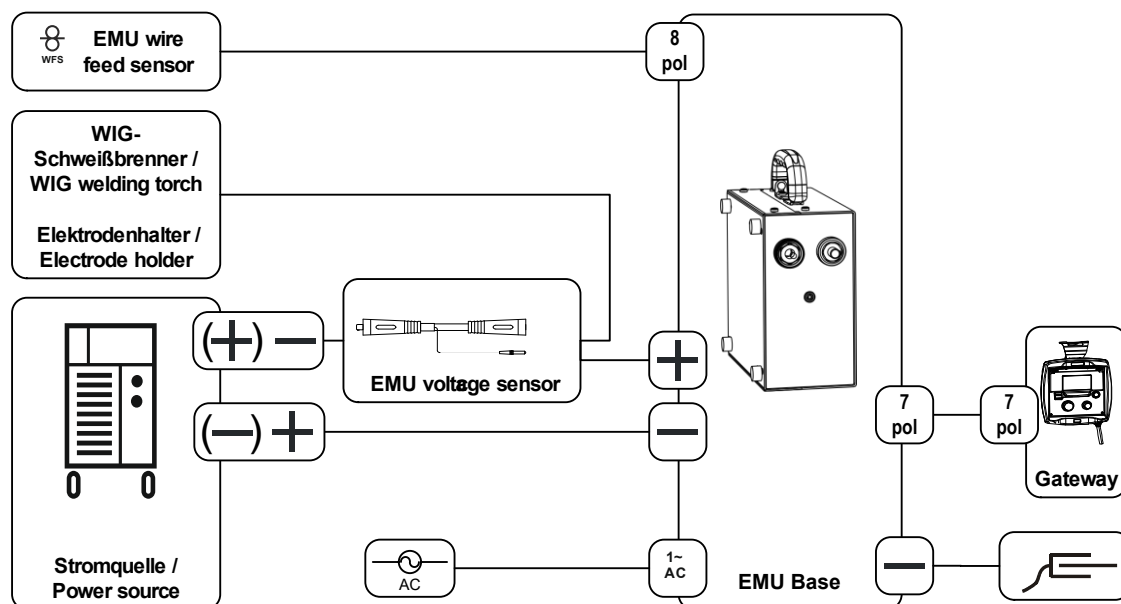 WFS
EMU wire
feed sensor
8
pol
WIG-
Schweißbrenner /
WIG welding torch
Elektrodenhalter /
Electrode holder
(+) −
EMU voltage sensor
+
(−) +
−
7
pol
7
pol
Gateway
Stromquelle /
Power source
AC
1~
AC
EMU Base
−